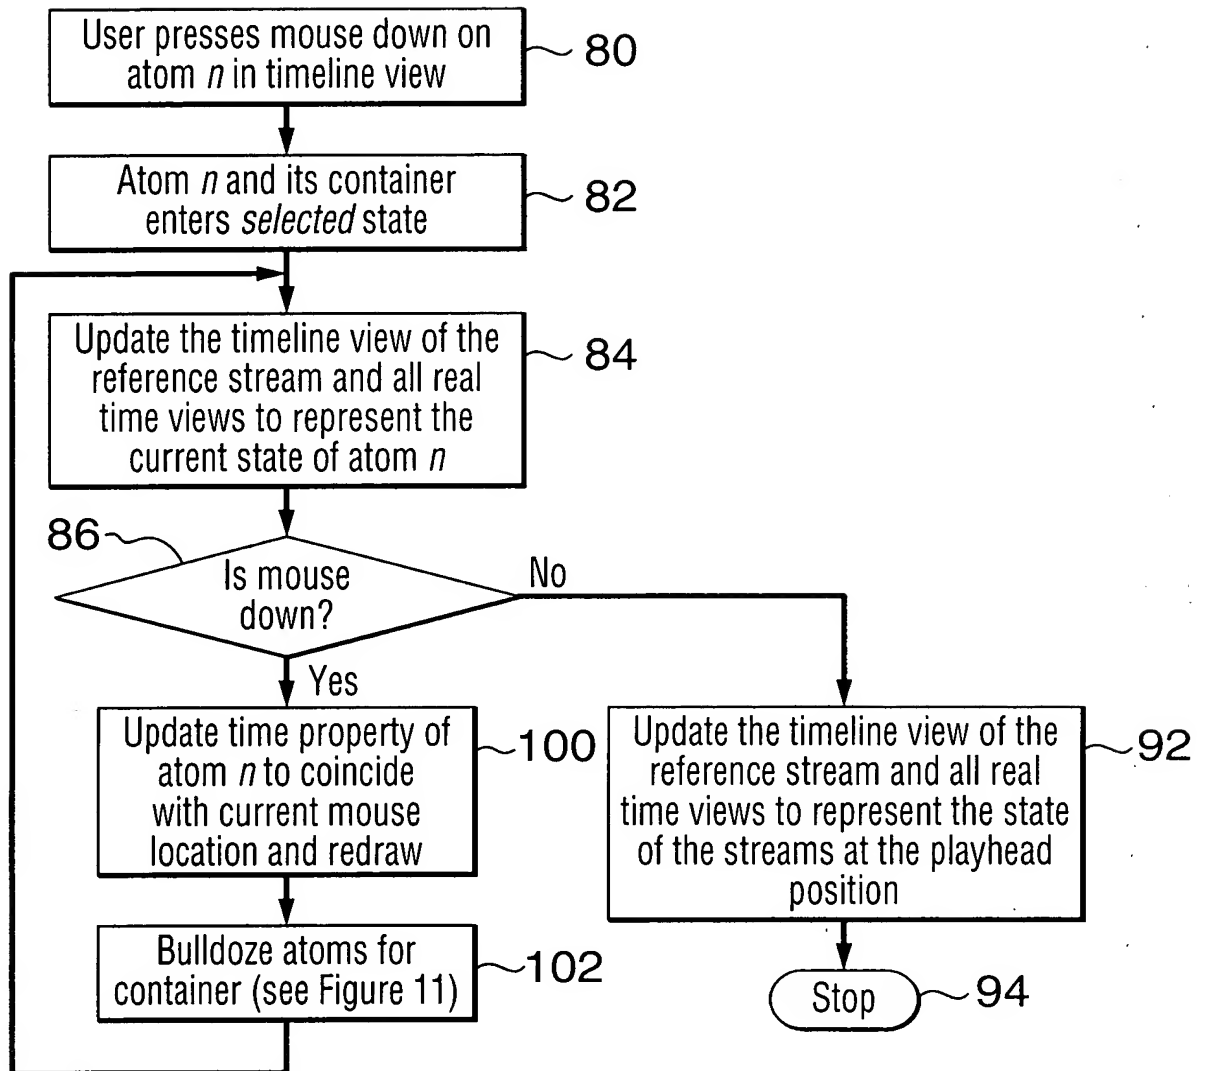 User presses mouse down on
atom n in timeline view
80
Atom n and its container
enters selected state
82
Update the timeline view of the
reference stream and all real
time views to represent the
current state of atom n
84
86
Is mouse
down?
No
Yes
Update time property of
atom n to coincide
with current mouse
location and redraw
100
Update the timeline view of the
reference stream and all real
time views to represent the state
of the streams at the playhead
position
92
Bulldoze atoms for
container (see Figure 11)
102
Stop
94